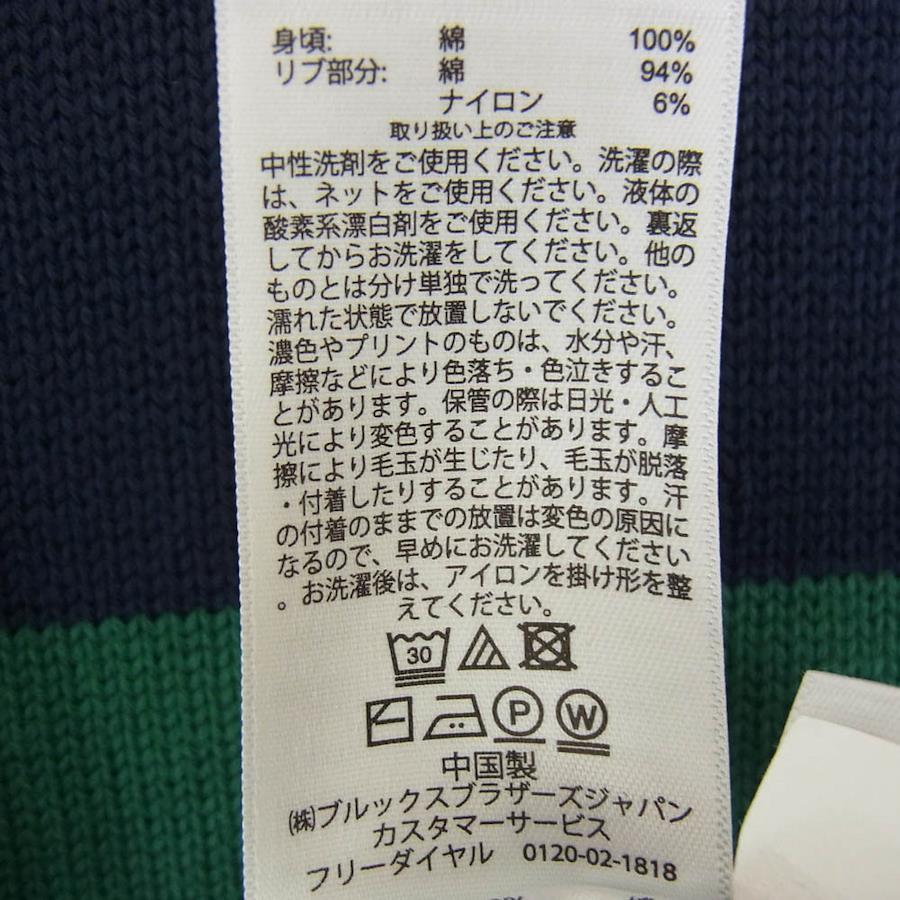 身頃: 綿 100%
リブ部分: 綿 94%
ナイロン 6%
取り扱い上のご注意
中性洗剤をご使用ください。洗濯の際
は、ネットをご使用ください。液体の
酸素系漂白剤をご使用ください。裏返
してからお洗濯をしてください。他の
ものとは分け単独で洗ってください。
濡れた状態で放置しないでください。
濃色やプリントのものは、水分や汗、
摩擦などにより色落ち・色泣きするこ
とがあります。保管の際は日光・人工
光により変色することがあります。摩
擦により毛玉が生じたり、毛玉が脱落
・付着したりすることがあります。汗
の付着のままでの放置は変色の原因に
なるので、早めにお洗濯してください
。お洗濯後は、アイロンを掛け形を整
えてください。
30
P W
中国製
㈱ブルックスブラザーズジャパン
カスタマーサービス
フリーダイヤル 0120-02-1818